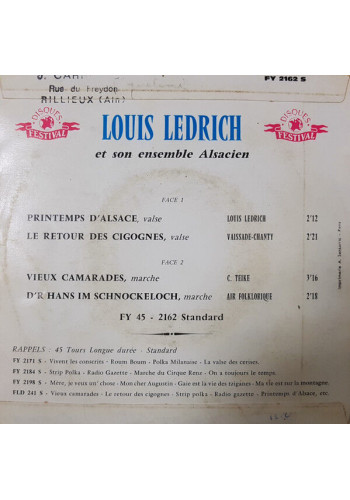 J. CAR
Rue du Freydon
RILLIEUX (Ain)
FY 2162 S
DISQUES FESTIVAL
LOUIS LEDRICH
DISQUES FESTIVAL
et son ensemble Alsacien
FACE 1
PRINTEMPS D'ALSACE, valse LOUIS LEDRICH 2'12
LE RETOUR DES CIGOGNES, valse VAISSADE-CHANTY 2'21
FACE 2
VIEUX CAMARADES, marche C. TEIKE 3'16
D'R HANS IM SCHNOCKELOCH, marche AIR FOLKLORIQUE 2'18
FY 45 - 2162 Standard
RAPPELS : 45 Tours Longue durée - Standard
FY 2171 S - Vivent les conscrits - Roum Boum - Polka Milanaise - La valse des cerises.
FY 2184 S - Strip Polka - Radio Gazette - Marche du Cirque Renz - On a toujours le temps.
FY 2198 S - Mère, je veux un' chose - Mon cher Augustin - Gaie est la vie des tziganes - Ma vie est sur la montagne.
FLD 241 S - Vieux camarades - Le retour des cigognes - Strip polka - Radio gazette - Printemps d'Alsace, etc.